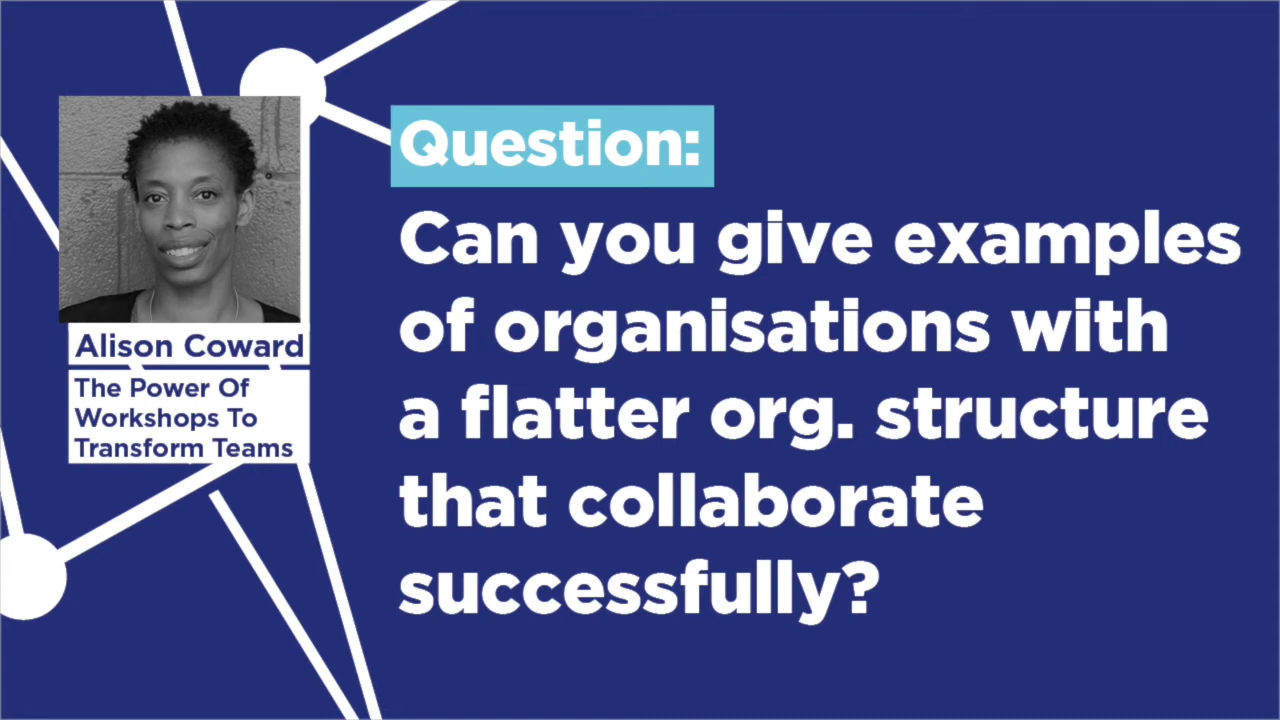 Alison Coward
The Power Of
Workshops To
Transform Teams
Question:
Can you give examples
of organisations with
a flatter org. structure
that collaborate
successfully?